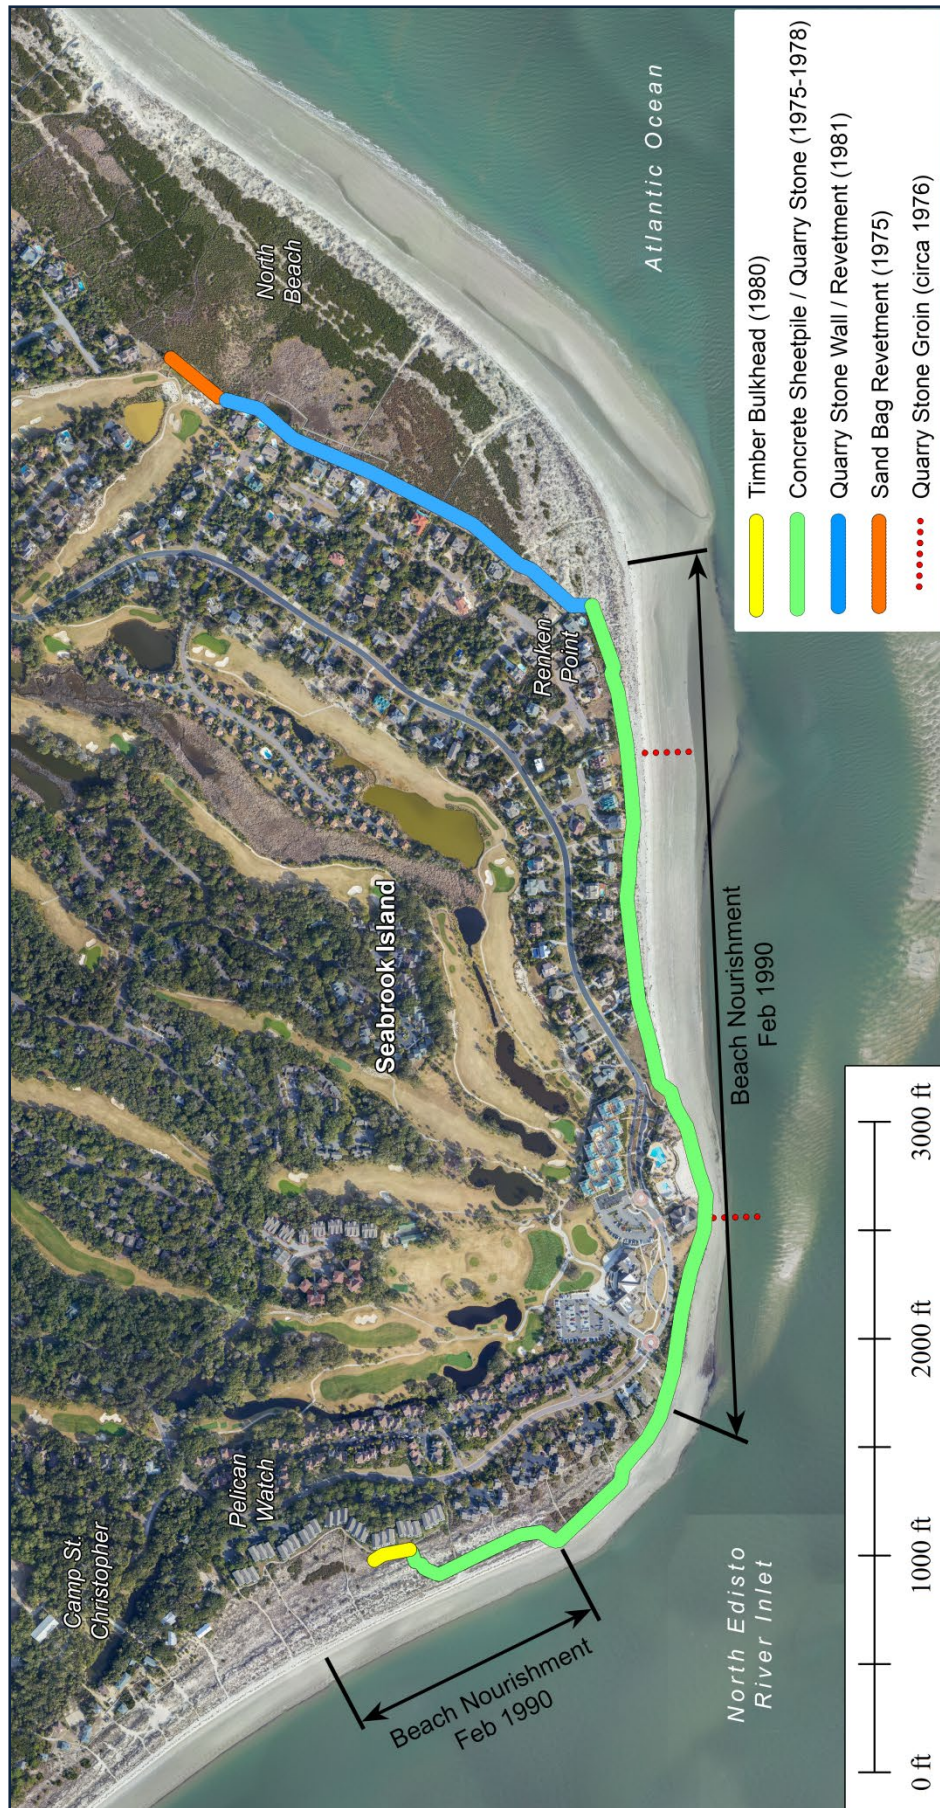 Camp St.
Christopher
Pelican
Watch
Seabrook Island
Renken
Point
North
Beach
Atlantic Ocean
Beach Nourishment
Feb 1990
Beach Nourishment
Feb 1990
North Edisto
River Inlet
0 ft
1000 ft
2000 ft
3000 ft
Timber Bulkhead (1980)
Concrete Sheetpile / Quarry Stone (1975-1978)
Quarry Stone Wall / Revetment (1981)
Sand Bag Revetment (1975)
Quarry Stone Groin (circa 1976)